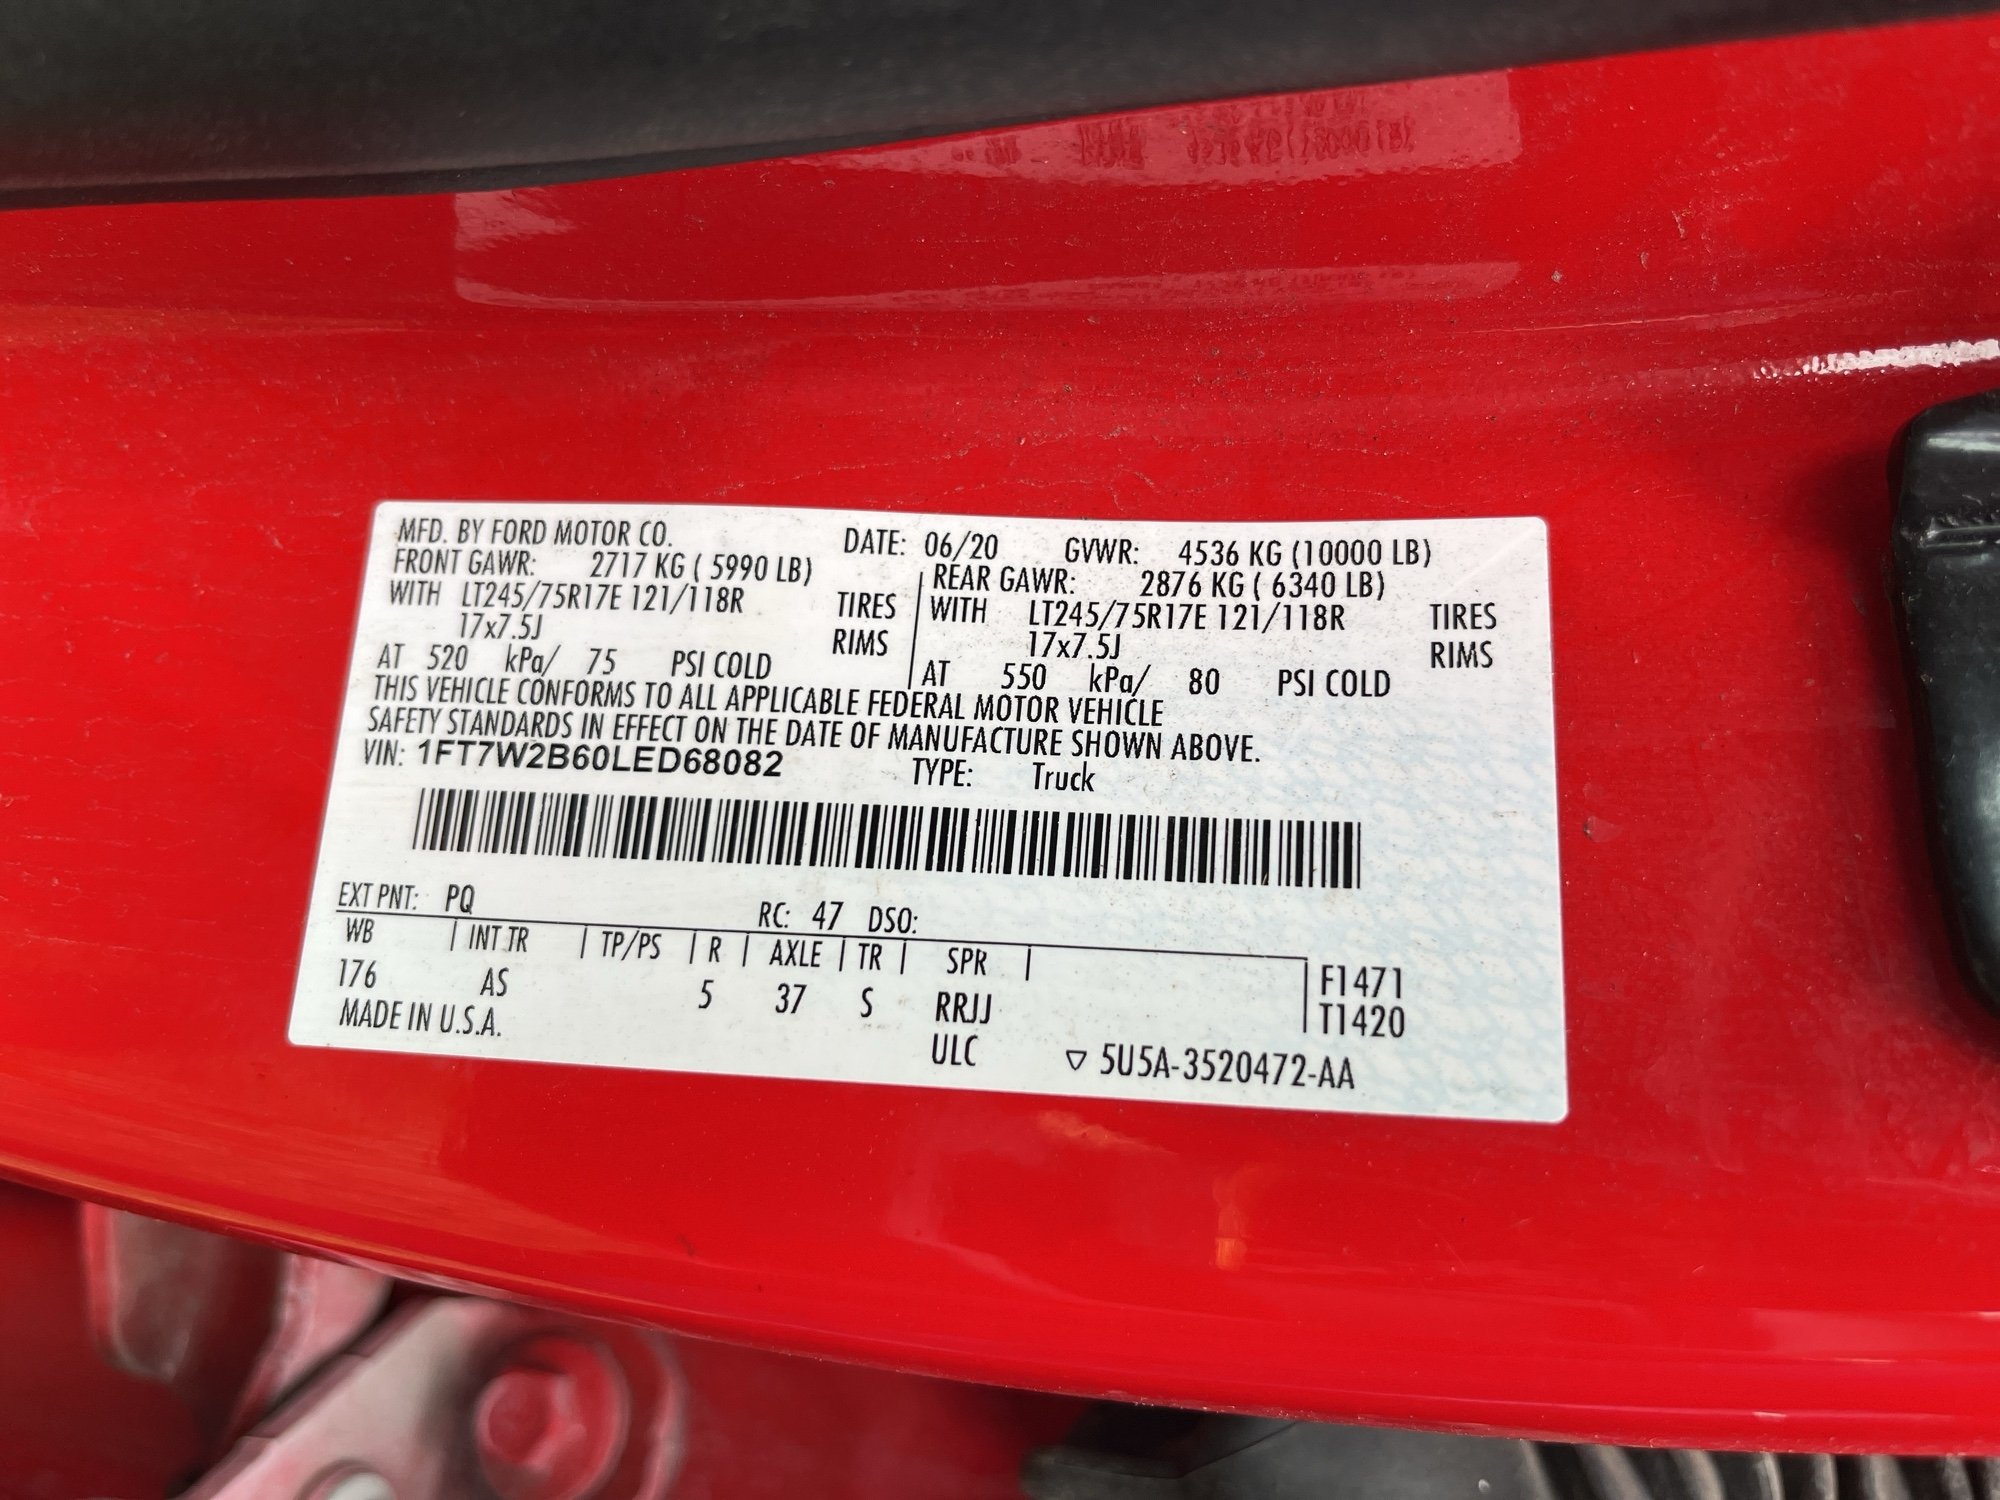 MFD. BY FORD MOTOR CO. DATE: 06/20 GVWR: 4536 KG (10000 LB)
FRONT GAWR: 2717 KG ( 5990 LB) REAR GAWR: 2876 KG ( 6340 LB)
WITH LT245/75R17E 121/118R TIRES WITH LT245/75R17E 121/118R TIRES
17x7.5J RIMS 17x7.5J RIMS
AT 520 kPa/ 75 PSI COLD AT 550 kPa/ 80 PSI COLD
THIS VEHICLE CONFORMS TO ALL APPLICABLE FEDERAL MOTOR VEHICLE
SAFETY STANDARDS IN EFFECT ON THE DATE OF MANUFACTURE SHOWN ABOVE.
VIN: 1FT7W2B60LED68082 TYPE: Truck
EXT PNT: PQ RC: 47 DSO:
WB INT TR TP/PS R AXLE TR SPR F1471
176 AS 5 37 S RRJJ T1420
MADE IN U.S.A. ULC ▽ 5U5A-3520472-AA